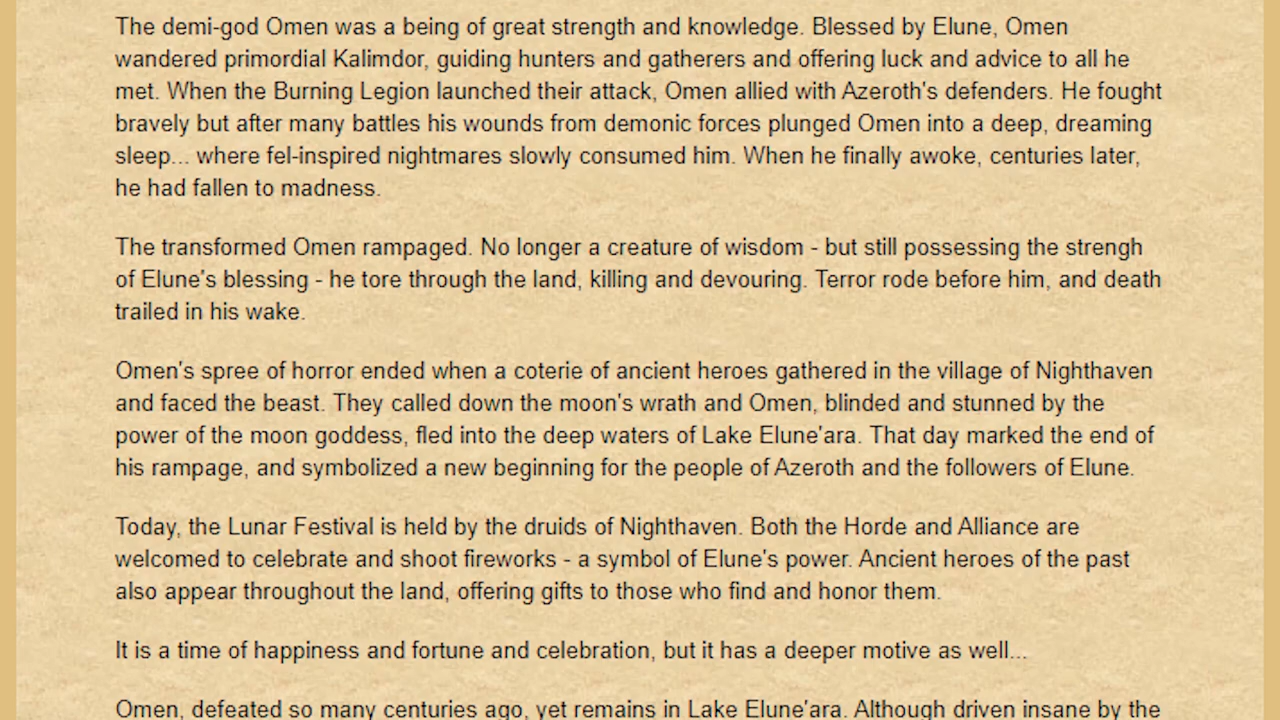 The demi-god Omen was a being of great strength and knowledge. Blessed by Elune, Omen
wandered primordial Kalimdor, guiding hunters and gatherers and offering luck and advice to all he
met. When the Burning Legion launched their attack, Omen allied with Azeroth's defenders. He fought
bravely but after many battles his wounds from demonic forces plunged Omen into a deep, dreaming
sleep... where fel-inspired nightmares slowly consumed him. When he finally awoke, centuries later,
he had fallen to madness.
The transformed Omen rampaged. No longer a creature of wisdom - but still possessing the strengh
of Elune's blessing - he tore through the land, killing and devouring. Terror rode before him, and death
trailed in his wake.
Omen's spree of horror ended when a coterie of ancient heroes gathered in the village of Nighthaven
and faced the beast. They called down the moon's wrath and Omen, blinded and stunned by the
power of the moon goddess, fled into the deep waters of Lake Elune'ara. That day marked the end of
his rampage, and symbolized a new beginning for the people of Azeroth and the followers of Elune.
Today, the Lunar Festival is held by the druids of Nighthaven. Both the Horde and Alliance are
welcomed to celebrate and shoot fireworks - a symbol of Elune's power. Ancient heroes of the past
also appear throughout the land, offering gifts to those who find and honor them.
It is a time of happiness and fortune and celebration, but it has a deeper motive as well...
Omen, defeated so many centuries ago, yet remains in Lake Elune'ara. Although driven insane by the